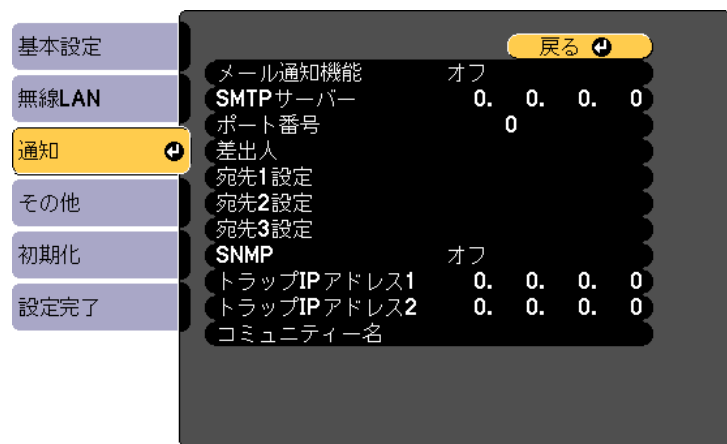 基本設定
無線LAN
通知
その他
初期化
設定完了
戻る
メール通知機能 オフ
SMTPサーバー 0. 0. 0. 0
ポート番号 0
差出人
宛先1設定
宛先2設定
宛先3設定
SNMP オフ
トラップIPアドレス1 0. 0. 0. 0
トラップIPアドレス2 0. 0. 0. 0
コミュニティー名